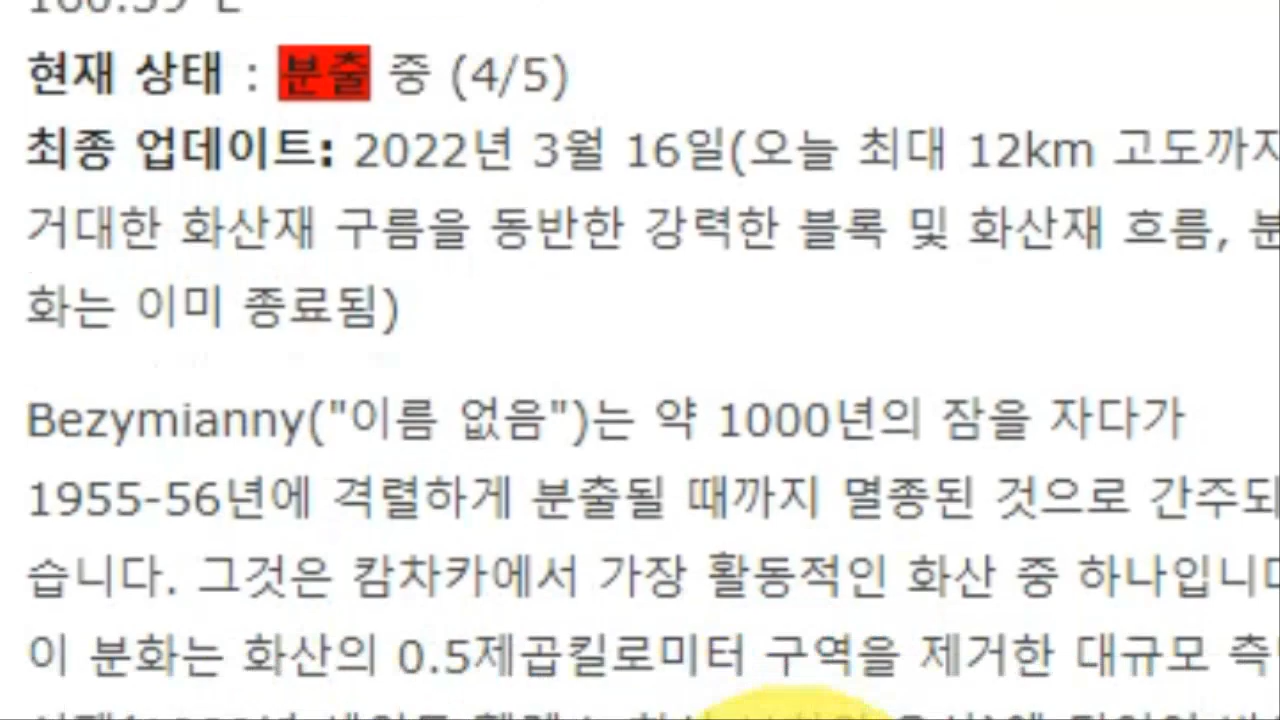 현재 상태 : 분출 중 (4/5)
최종 업데이트: 2022년 3월 16일(오늘 최대 12km 고도까지
거대한 화산재 구름을 동반한 강력한 블록 및 화산재 흐름, 분
화는 이미 종료됨)
Bezymianny("이름 없음")는 약 1000년의 잠을 자다가
1955-56년에 격렬하게 분출될 때까지 멸종된 것으로 간주되
습니다. 그것은 캄차카에서 가장 활동적인 화산 중 하나입니다
이 분화는 화산의 0.5제곱킬로미터 구역을 제거한 대규모